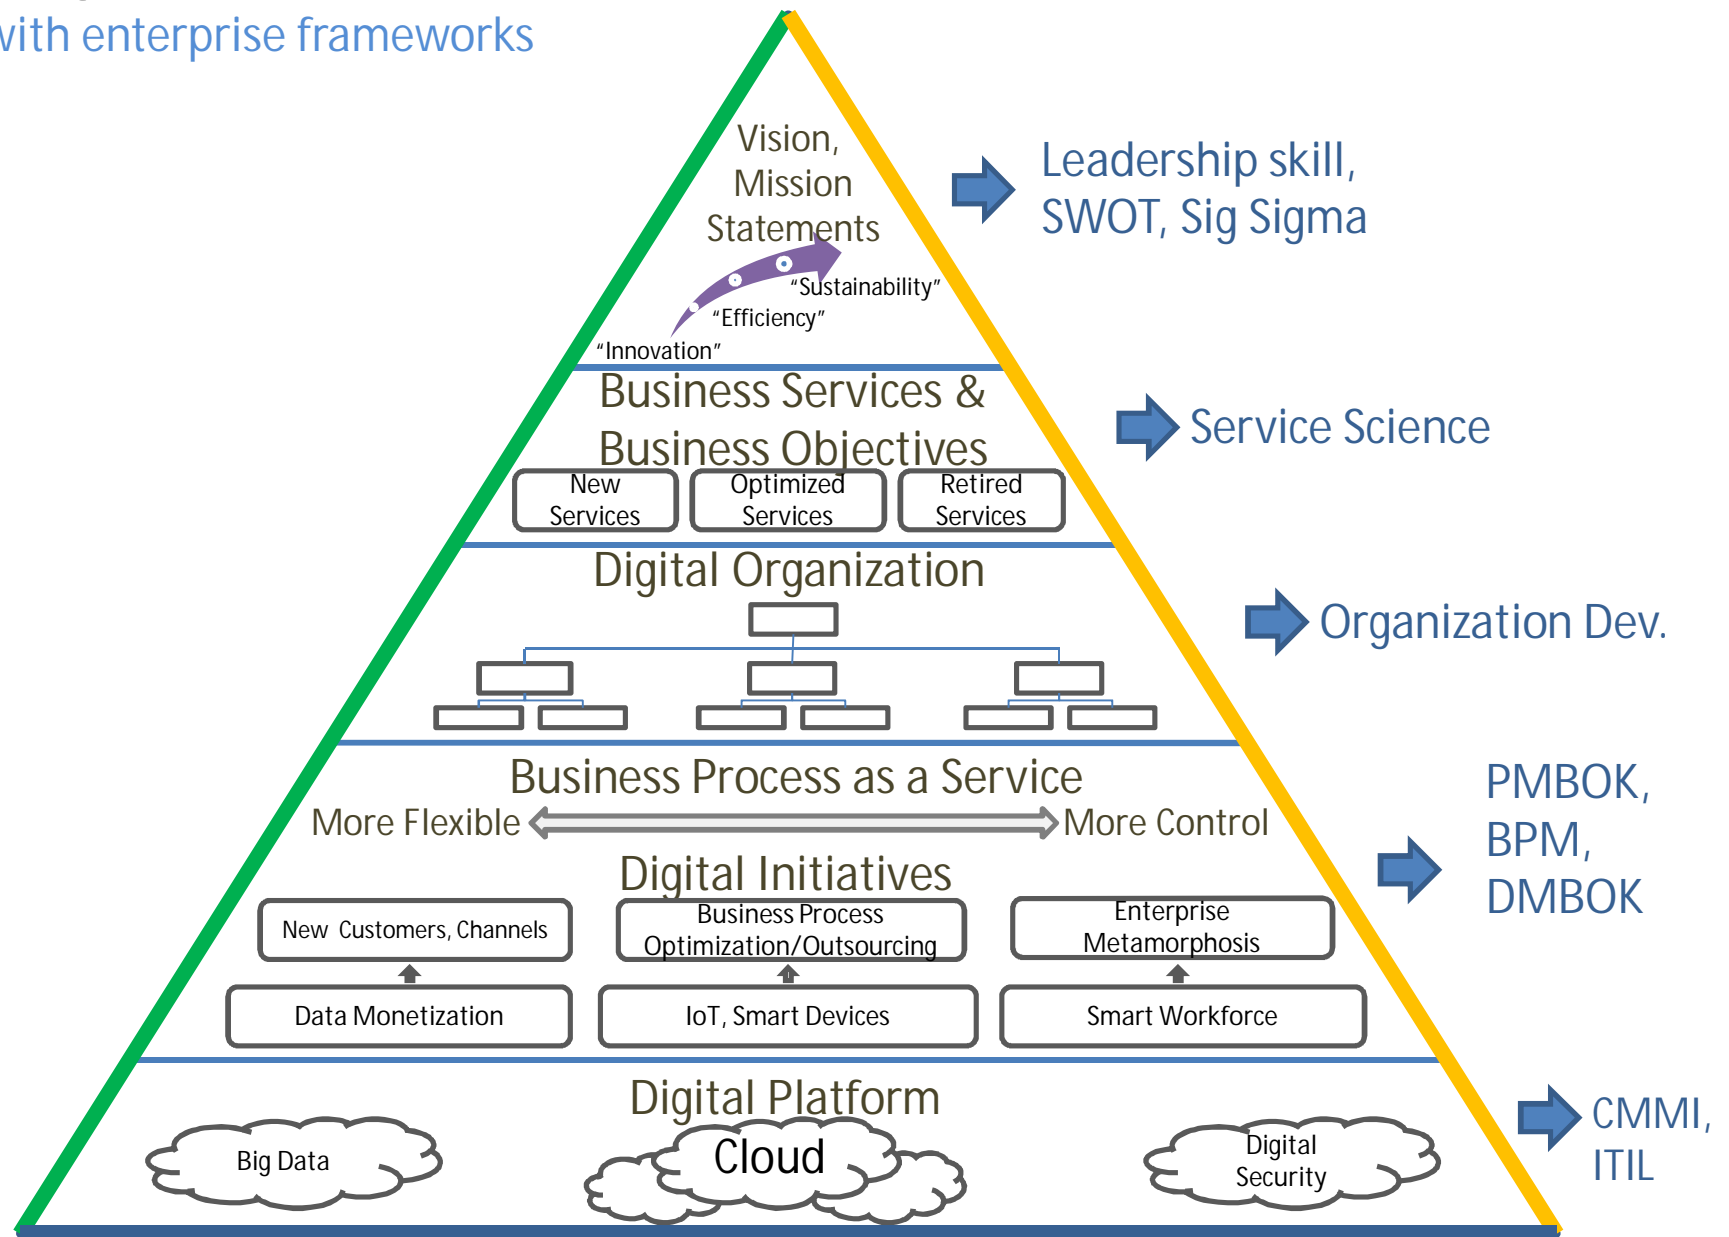 with enterprise frameworks
Vision,
Mission
Statements
"Sustainability"
"Efficiency"
"Innovation"
Leadership skill,
SWOT, Sig Sigma
Business Services &
Business Objectives
New
Services
Optimized
Services
Retired
Services
Service Science
Digital Organization
Organization Dev.
Business Process as a Service
More Flexible
More Control
Digital Initiatives
New Customers, Channels
Business Process
Optimization/Outsourcing
Enterprise
Metamorphosis
Data Monetization
IoT, Smart Devices
Smart Workforce
PMBOK,
BPM,
DMBOK
Digital Platform
Big Data
Cloud
Digital
Security
CMMI,
ITIL